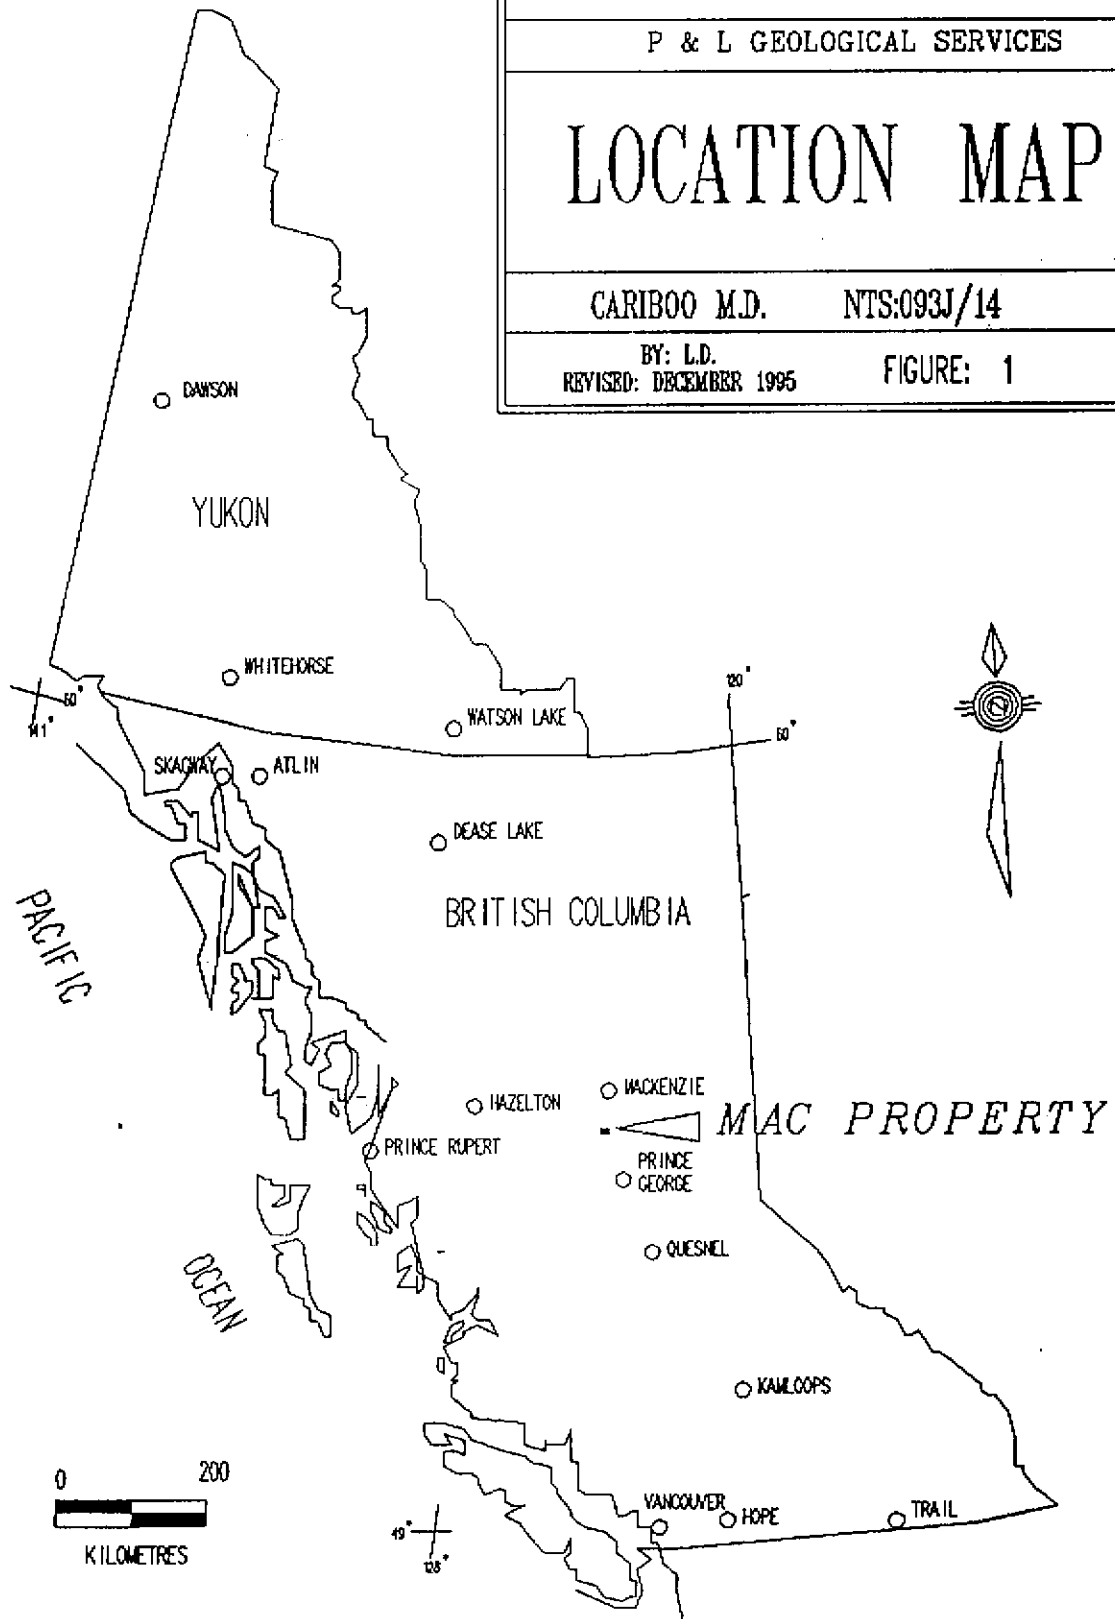 P & L GEOLOGICAL SERVICES
LOCATION MAP
CARIBOO M.D. NTS:093J/14
BY: L.D.
REVISED: DECEMBER 1995
FIGURE: 1
DAWSON
YUKON
WHITEHORSE
WATSON LAKE
60°
141°
120°
60°
SKAGWAY
ATLIN
DEASE LAKE
BRITISH COLUMBIA
PACIFIC
MACKENZIE
HAZELTON
MAC PROPERTY
PRINCE RUPERT
PRINCE
GEORGE
QUESNEL
OCEAN
KAMLOOPS
0 200
KILOMETRES
VANCOUVER
HOPE
TRAIL
49°
128°